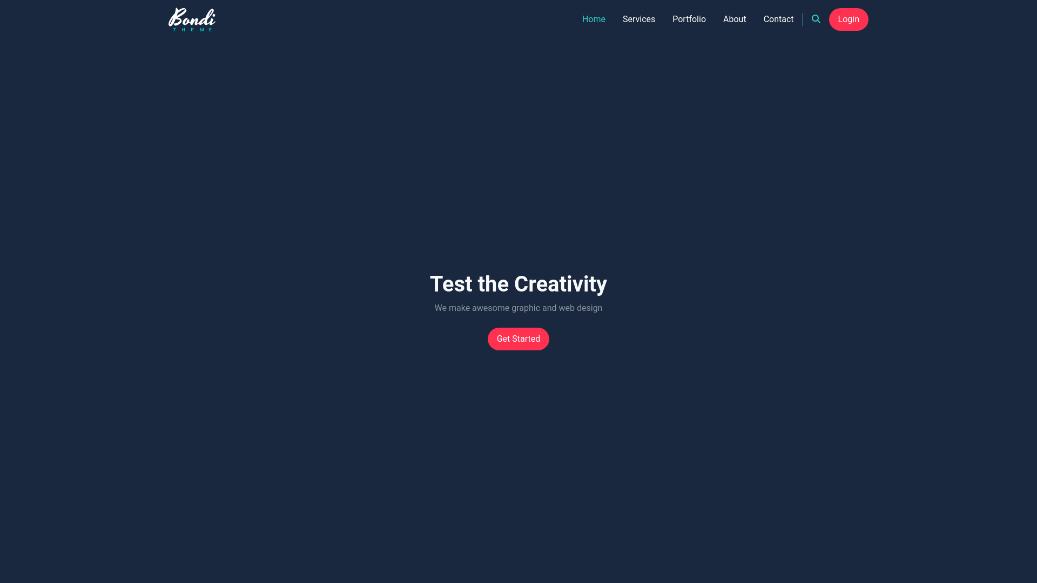 Bondi
THEME
Home Services Portfolio About Contact Login
Test the Creativity
We make awesome graphic and web design
Get Started